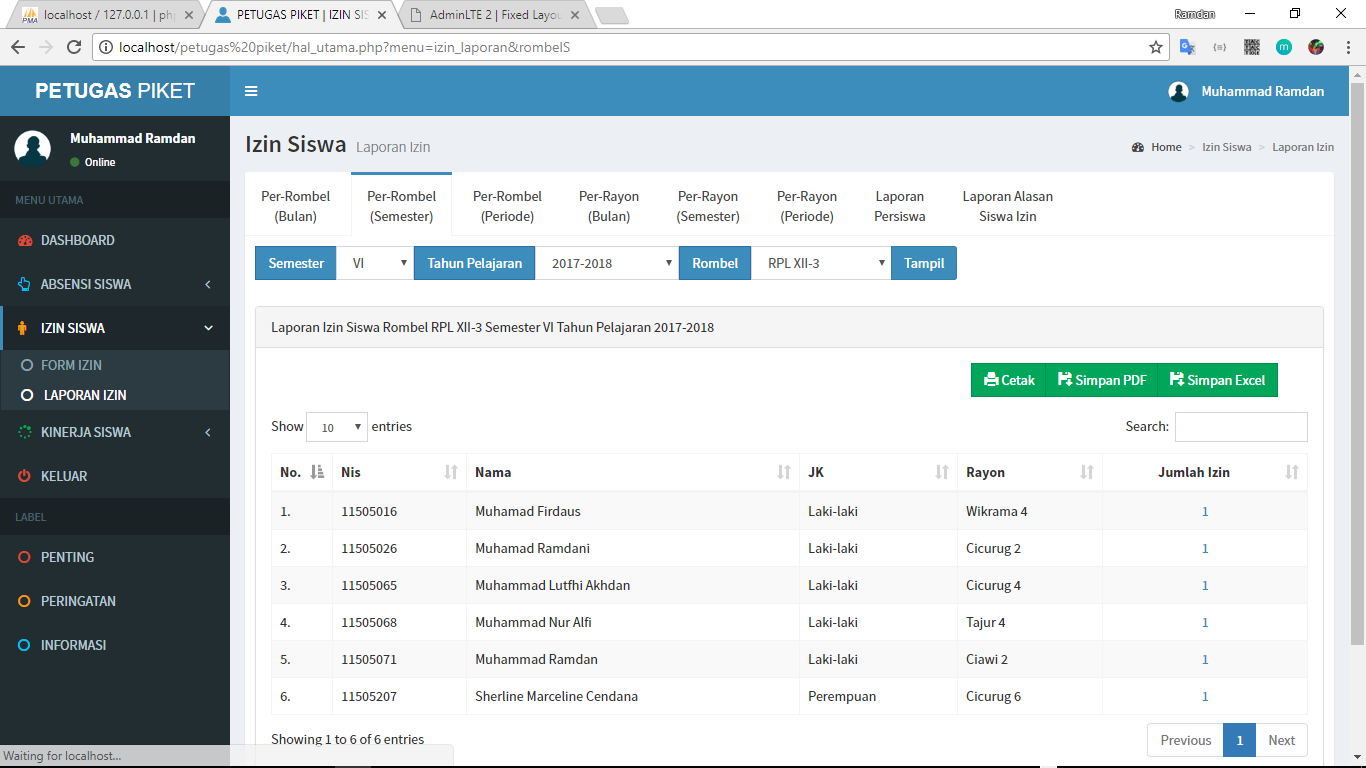 localhost / 127.0.0.1 | ph
PETUGAS PIKET | IZIN SIS
AdminLTE 2 | Fixed Layou
Ramdan
localhost/petugas%20piket/hal_utama.php?menu=izin_laporan&rombelS
PETUGAS PIKET
Muhammad Ramdan
Muhammad Ramdan
Online
MENU UTAMA
DASHBOARD
ABSENSI SISWA
IZIN SISWA
FORM IZIN
LAPORAN IZIN
KINERJA SISWA
KELUAR
LABEL
PENTING
PERINGATAN
INFORMASI
Izin Siswa Laporan Izin
Home > Izin Siswa > Laporan Izin
Per-Rombel (Bulan)
Per-Rombel (Semester)
Per-Rombel (Periode)
Per-Rayon (Bulan)
Per-Rayon (Semester)
Per-Rayon (Periode)
Laporan Persiswa
Laporan Alasan Siswa Izin
Semester VI Tahun Pelajaran 2017-2018 Rombel RPL XII-3 Tampil
Laporan Izin Siswa Rombel RPL XII-3 Semester VI Tahun Pelajaran 2017-2018
Cetak Simpan PDF Simpan Excel
Show 10 entries Search:
No. Nis Nama JK Rayon Jumlah Izin
1. 11505016 Muhamad Firdaus Laki-laki Wikrama 4 1
2. 11505026 Muhamad Ramdani Laki-laki Cicurug 2 1
3. 11505065 Muhammad Lutfhi Akhdan Laki-laki Cicurug 4 1
4. 11505068 Muhammad Nur Alfi Laki-laki Tajur 4 1
5. 11505071 Muhammad Ramdan Laki-laki Ciawi 2 1
6. 11505207 Sherline Marceline Cendana Perempuan Cicurug 6 1
Showing 1 to 6 of 6 entries Previous 1 Next
Waiting for localhost...